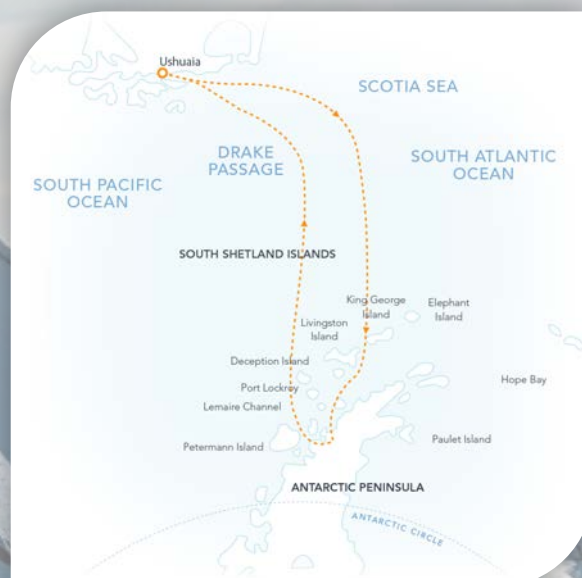 Ushuaia
SCOTIA SEA
DRAKE
PASSAGE
SOUTH ATLANTIC
OCEAN
SOUTH PACIFIC
OCEAN
SOUTH SHETLAND ISLANDS
King George
Island
Elephant
Island
Livingston
Island
Deception Island
Hope Bay
Port Lockroy
Lemaire Channel
Petermann Island
Paulet Island
ANTARCTIC PENINSULA
ANTARCTIC CIRCLE